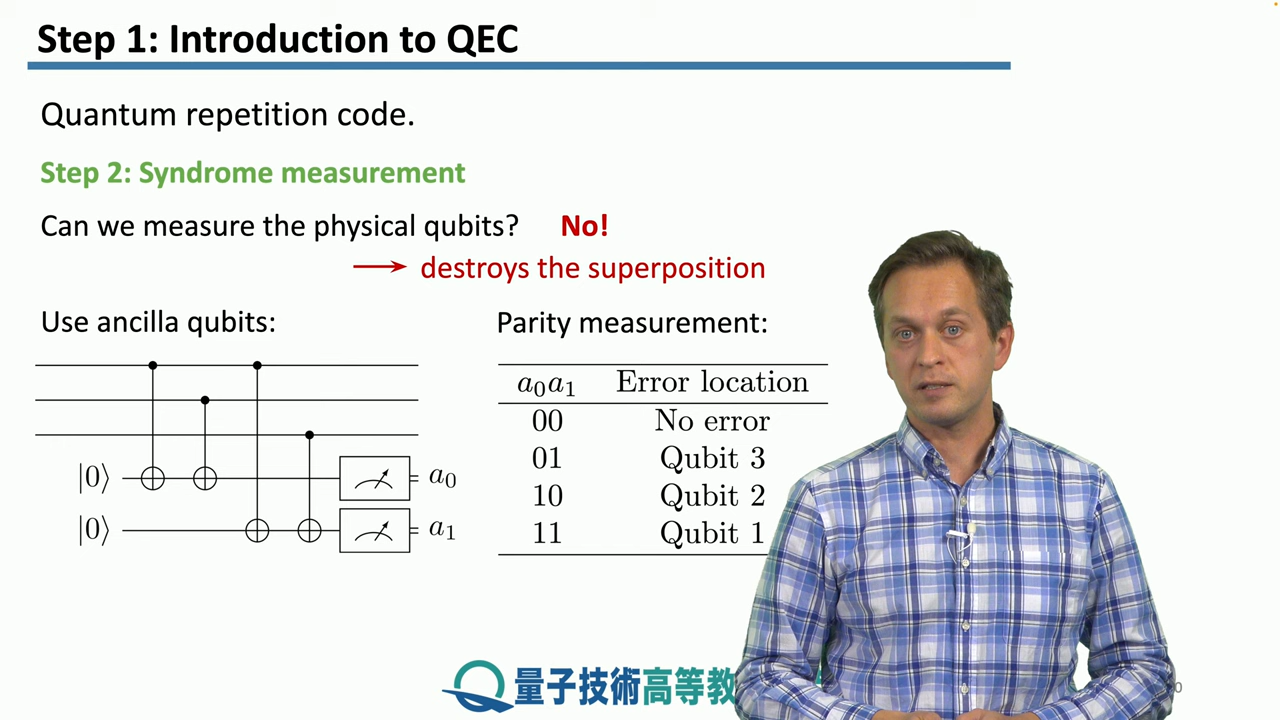 Step 1: Introduction to QEC
Quantum repetition code.
Step 2: Syndrome measurement
Can we measure the physical qubits? No!
destroys the superposition
Use ancilla qubits:
Parity measurement:
a₀a₁ Error location
00 No error
01 Qubit 3
10 Qubit 2
11 Qubit 1
|0⟩ a₀
|0⟩ a₁
量子技術高等教